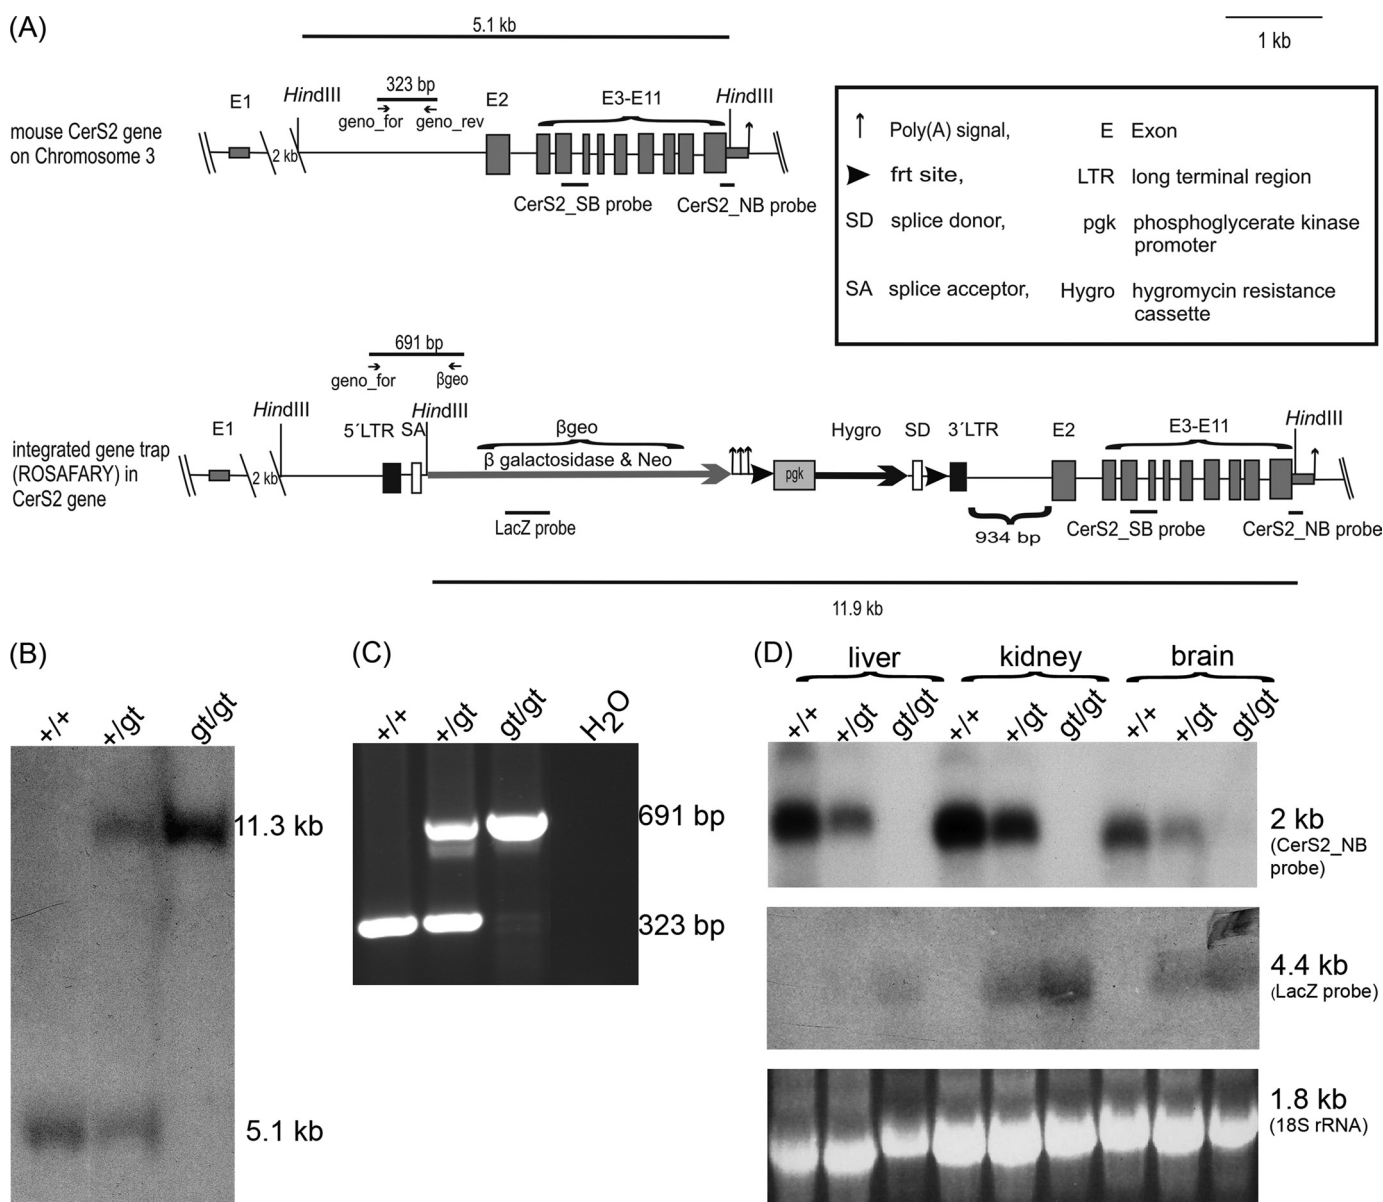 (A)
5.1 kb
1 kb
323 bp
E1
HindIII
E2
E3-E11
HindIII
geno_for
geno_rev
mouse CerS2 gene
on Chromosome 3
2 kb
CerS2_SB probe
CerS2_NB probe
Poly(A) signal,
E Exon
frt site,
LTR long terminal region
SD splice donor,
pgk phosphoglycerate kinase
promoter
SA splice acceptor,
Hygro hygromycin resistance
cassette
691 bp
geno_for
βgeo
E1
HindIII
5´LTR
SA
HindIII
βgeo
Hygro
SD
3´LTR
E2
E3-E11
HindIII
integrated gene trap
(ROSAFARY) in
CerS2 gene
2 kb
β galactosidase & Neo
pgk
LacZ probe
934 bp
CerS2_SB probe
CerS2_NB probe
11.9 kb
(B)
+/+
+/gt
gt/gt
11.3 kb
5.1 kb
(C)
+/+
+/gt
gt/gt
H2O
691 bp
323 bp
(D)
liver
kidney
brain
+/+
+/gt
gt/gt
+/+
+/gt
gt/gt
+/+
+/gt
gt/gt
2 kb
(CerS2_NB
probe)
4.4 kb
(LacZ probe)
1.8 kb
(18S rRNA)